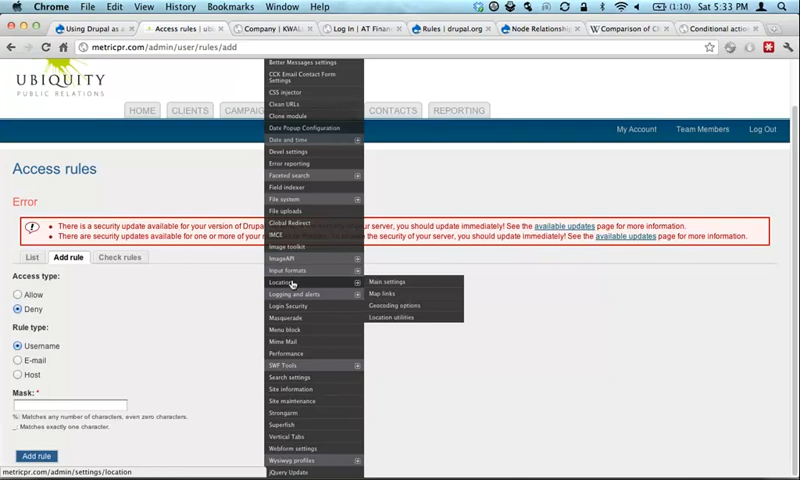 Chrome File Edit View History Bookmarks Window Help
(1:10) Sat 5:33 PM
Using Drupal as a
Access rules | ub
Company | KWALL
Log In | AT Finan
Rules | drupal.org
Node Relationship
Comparison of C
Conditional action
metricpr.com/admin/user/rules/add
UBIQUITY
PUBLIC RELATIONS
HOME CLIENTS CAMPAIG CONTACTS REPORTING
My Account Team Members Log Out
Access rules
Error
There is a security update available for your version of Drupal security of your server, you should update immediately! See the available updates page for more information.
There are security updates available for one or more of your security of your server, you should update immediately! See the available updates page for more information.
List Add rule Check rules
Access type:
Allow
Deny
Rule type:
Username
E-mail
Host
Mask: *
%: Matches any number of characters, even zero characters.
_: Matches exactly one character.
Add rule
metricpr.com/admin/settings/location
Better Messages settings
CCK Email Contact Form
Settings
CSS injector
Clean URLs
Clone module
Date Popup Configuration
Date and time
Devel settings
Error reporting
Faceted search
Field indexer
File system
File uploads
Global Redirect
IMCE
Image toolkit
ImageAPI
Input formats
Location
Logging and alerts
Login Security
Masquerade
Menu block
Mime Mail
Performance
SWF Tools
Search settings
Site information
Site maintenance
Strongarm
Superfish
Vertical Tabs
Webform settings
Wysiwyg profiles
jQuery Update
Main settings
Map links
Geocoding options
Location utilities